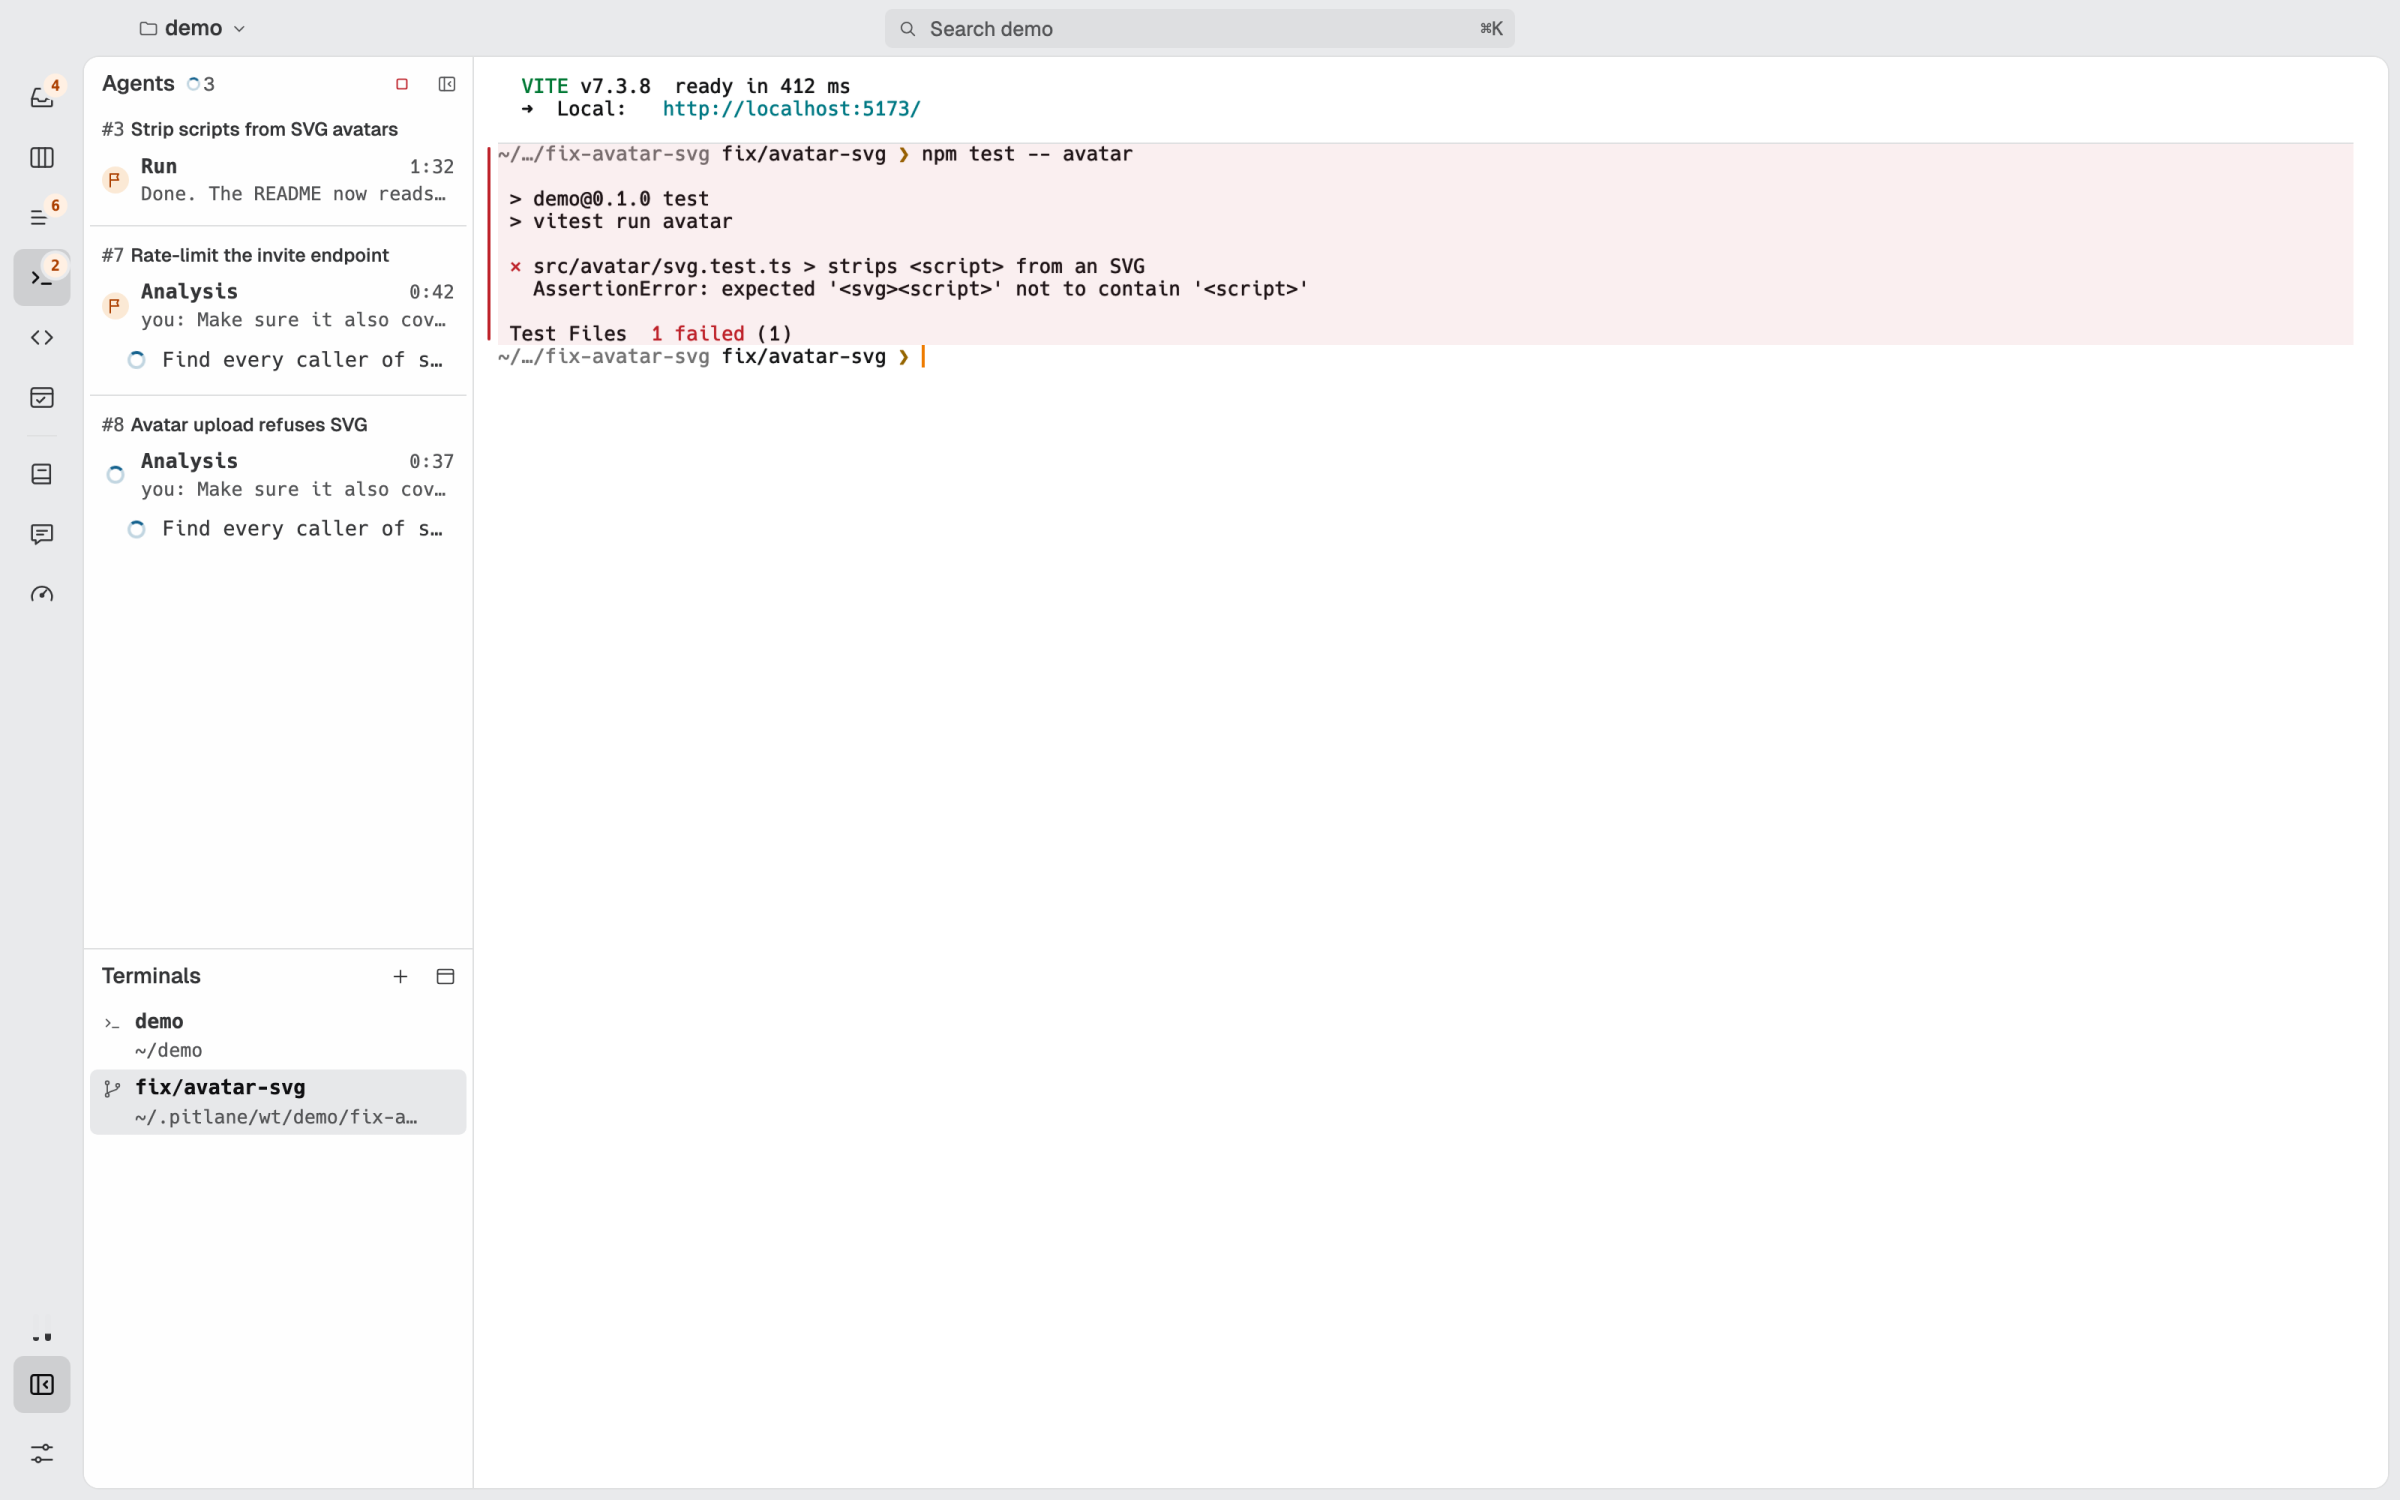 demo
Search demo
⌘K
4
6
2
Agents 3
#3 Strip scripts from SVG avatars
Run 1:32
Done. The README now reads…
#7 Rate-limit the invite endpoint
Analysis 0:42
you: Make sure it also cov…
Find every caller of s…
#8 Avatar upload refuses SVG
Analysis 0:37
you: Make sure it also cov…
Find every caller of s…
Terminals
demo
~/demo
fix/avatar-svg
~/.pitlane/wt/demo/fix-a…
VITE v7.3.8 ready in 412 ms
➜ Local: http://localhost:5173/
~/…/fix-avatar-svg fix/avatar-svg ❯ npm test -- avatar
> demo@0.1.0 test
> vitest run avatar
× src/avatar/svg.test.ts > strips <script> from an SVG
AssertionError: expected '<svg><script>' not to contain '<script>'
Test Files 1 failed (1)
~/…/fix-avatar-svg fix/avatar-svg ❯